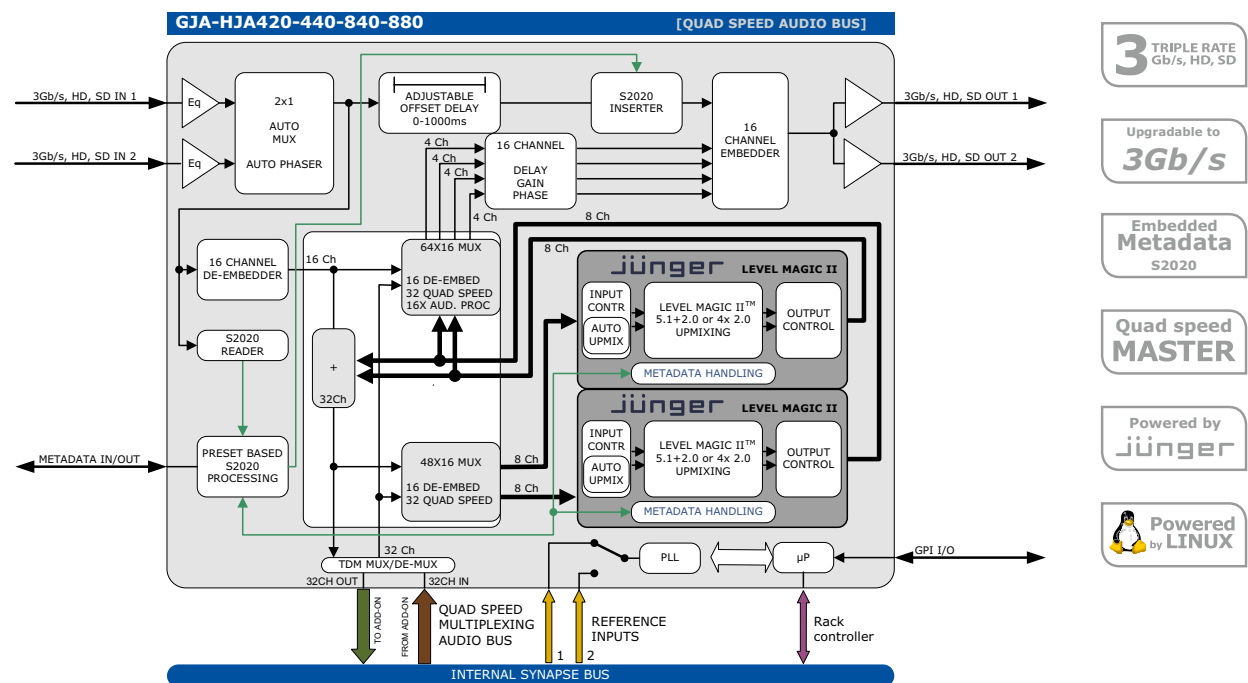 GJA-HJA420-440-840-880
[QUAD SPEED AUDIO BUS]
3Gb/s, HD, SD IN 1
3Gb/s, HD, SD IN 2
Eq
Eq
2x1
AUTO
MUX
AUTO PHASER
ADJUSTABLE
OFFSET DELAY
0-1000ms
S2020
INSERTER
16
CHANNEL
EMBEDDER
3Gb/s, HD, SD OUT 1
3Gb/s, HD, SD OUT 2
4 Ch
4 Ch
4 Ch
4 Ch
16 CHANNEL
DELAY
GAIN
PHASE
8 Ch
8 Ch
16 CHANNEL
DE-EMBEDDER
16 Ch
64X16 MUX
16 DE-EMBED
32 QUAD SPEED
16X AUD. PROC
S2020
READER
+
32Ch
jünger
LEVEL MAGIC II
INPUT
CONTR
AUTO
UPMIX
LEVEL MAGIC II™
5.1+2.0 or 4x 2.0
UPMIXING
OUTPUT
CONTROL
METADATA HANDLING
jünger
LEVEL MAGIC II
INPUT
CONTR
AUTO
UPMIX
LEVEL MAGIC II™
5.1+2.0 or 4x 2.0
UPMIXING
OUTPUT
CONTROL
METADATA HANDLING
METADATA IN/OUT
PRESET BASED
S2020
PROCESSING
48X16 MUX
16 DE-EMBED
32 QUAD SPEED
8 Ch
8 Ch
32 Ch
TDM MUX/DE-MUX
32CH OUT
32CH IN
PLL
µP
GPI I/O
TO ADD-ON
FROM ADD-ON
QUAD SPEED
MULTIPLEXING
AUDIO BUS
REFERENCE
INPUTS
1
2
Rack
controller
INTERNAL SYNAPSE BUS
3 TRIPLE RATE
Gb/s, HD, SD
Upgradable to
3Gb/s
Embedded
Metadata
S2020
Quad speed
MASTER
Powered by
jünger
Powered
by LINUX